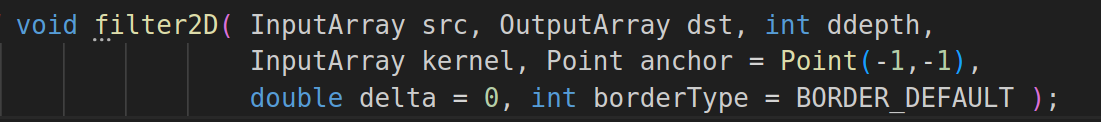 void filter2D( InputArray src, OutputArray dst, int ddepth,
InputArray kernel, Point anchor = Point(-1,-1),
double delta = 0, int borderType = BORDER_DEFAULT );